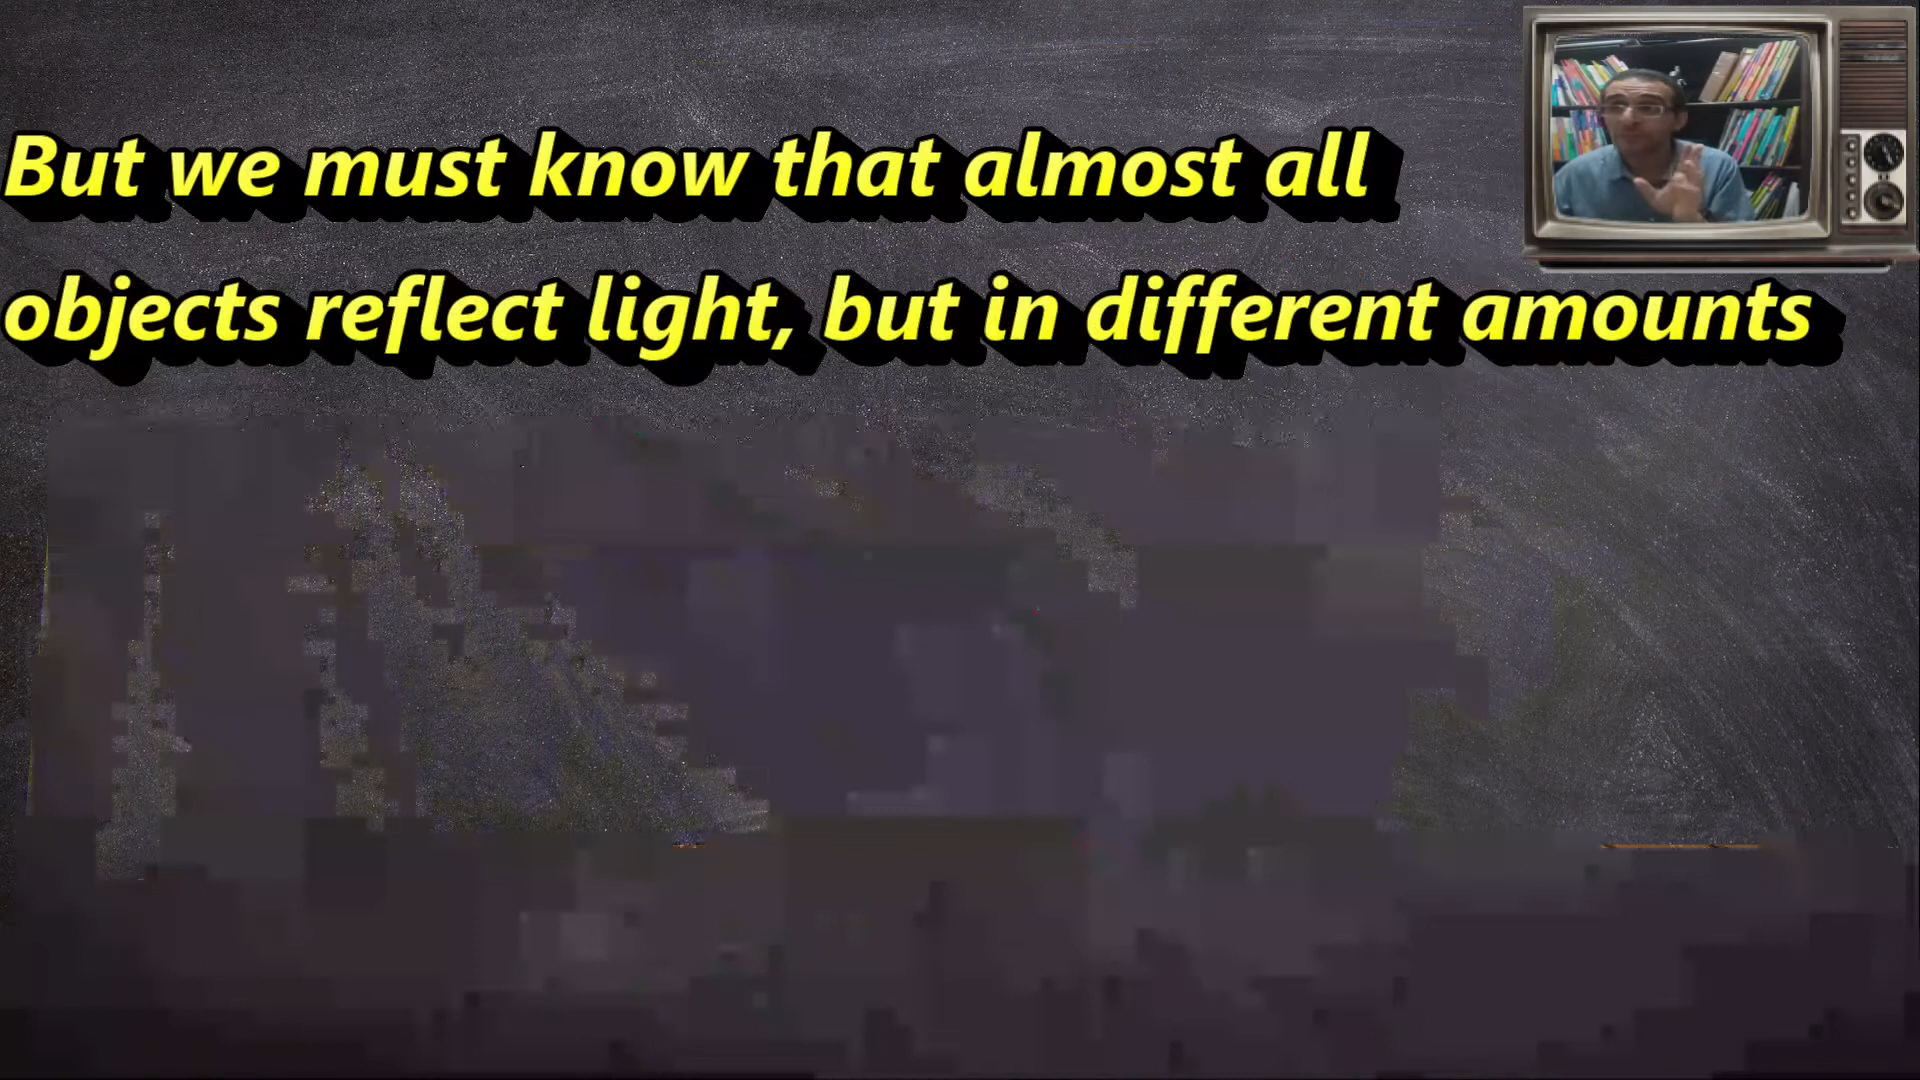 But we must know that almost all
objects reflect light, but in different amounts